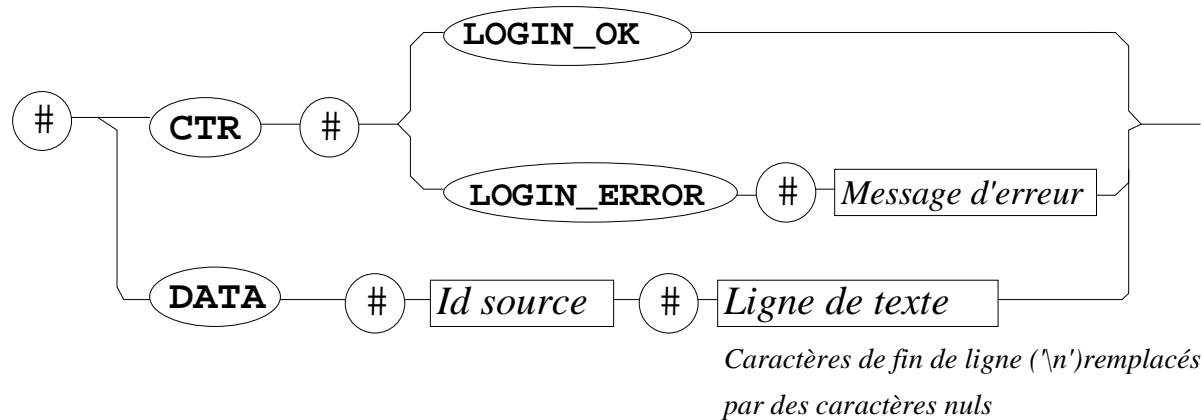 LOGIN_OK
# CTR #
LOGIN_ERROR # Message d'erreur
DATA # Id source # Ligne de texte
Caractères de fin de ligne ('\n')remplacés
par des caractères nuls